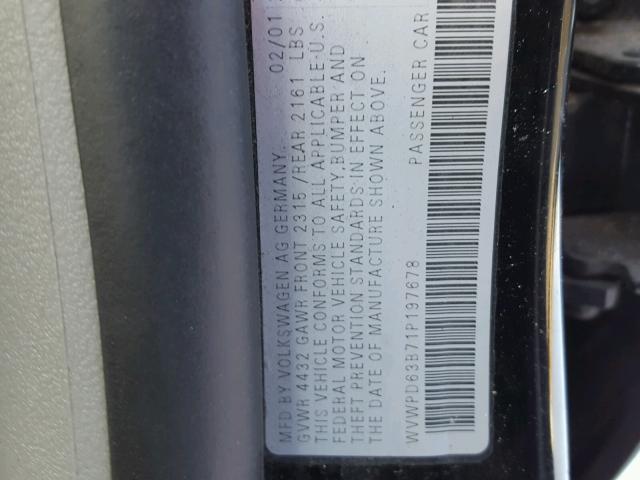 MFD BY VOLKSWAGEN AG GERMANY. 02/01
GVWR 4432 GAWR FRONT 2315 /REAR 2161 LBS
THIS VEHICLE CONFORMS TO ALL APPLICABLE U.S.
FEDERAL MOTOR VEHICLE SAFETY,BUMPER AND
THEFT PREVENTION STANDARDS IN EFFECT ON
THE DATE OF MANUFACTURE SHOWN ABOVE.
WVWPD63B71P197678 PASSENGER CAR